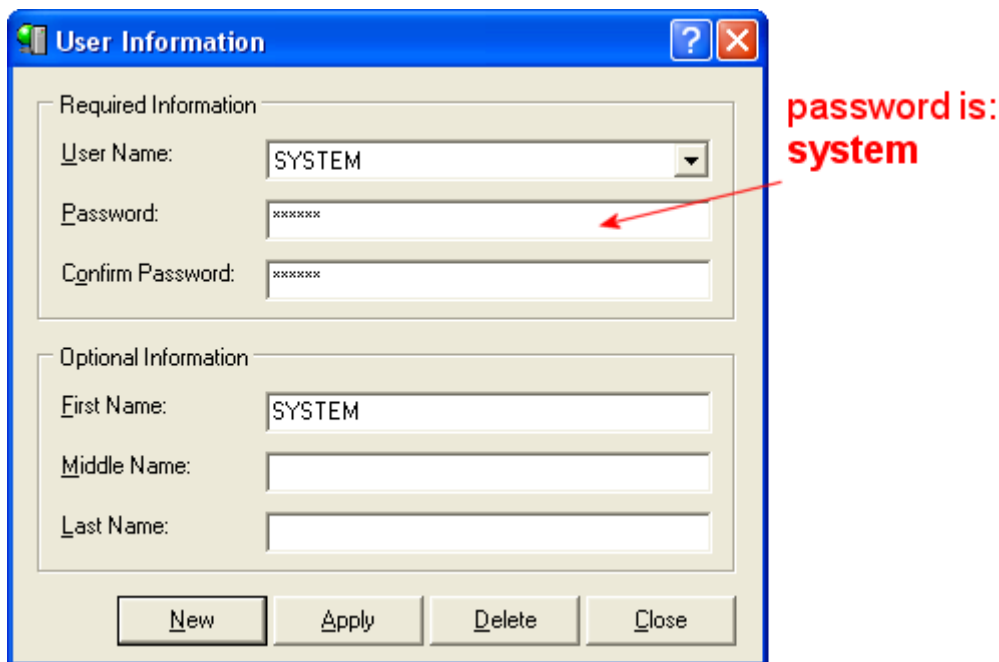 User Information
Required Information
User Name:
SYSTEM
Password:
******
Confirm Password:
******
Optional Information
First Name:
SYSTEM
Middle Name:
Last Name:
New
Apply
Delete
Close
password is:
system